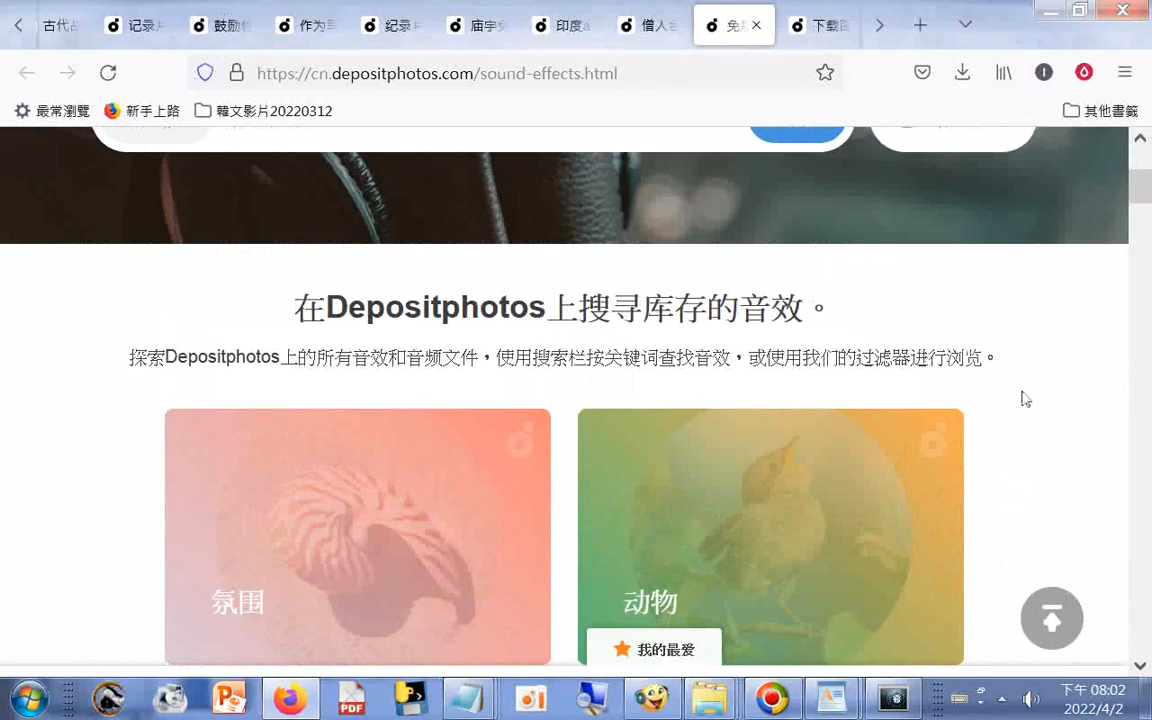 古代
记录
鼓励
作为
纪录
庙宇
印度
僧人
免
下载
https://cn.depositphotos.com/sound-effects.html
最常瀏覽
新手上路
韓文影片20220312
其他書籤
在Depositphotos上搜寻库存的音效。
探索Depositphotos上的所有音效和音频文件，使用搜索栏按关键词查找音效，或使用我们的过滤器进行浏览。
氛围
动物
我的最爱
下午 08:02
2022/4/2